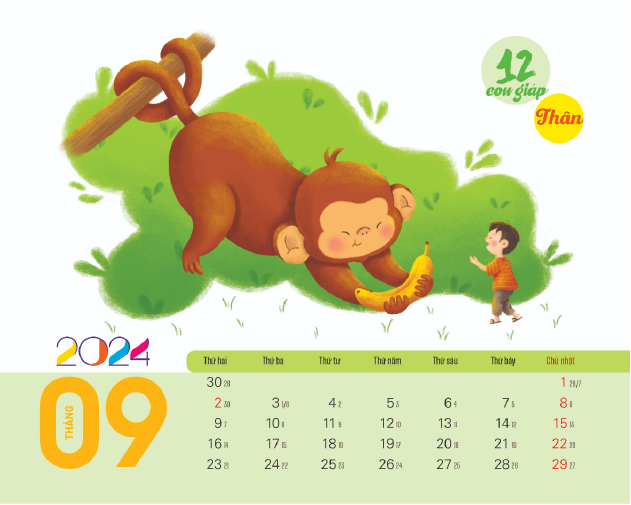 12
con giáp
Thân
2024
THÁNG
09
Thứ hai Thứ ba Thứ tư Thứ năm Thứ sáu Thứ bảy Chủ nhật
30 28 1 29/7
2 30 3 1/8 4 2 5 3 6 4 7 5 8 6
9 7 10 8 11 9 12 10 13 11 14 12 15 13
16 14 17 15 18 16 19 17 20 18 21 19 22 20
23 21 24 22 25 23 26 24 27 25 28 26 29 27